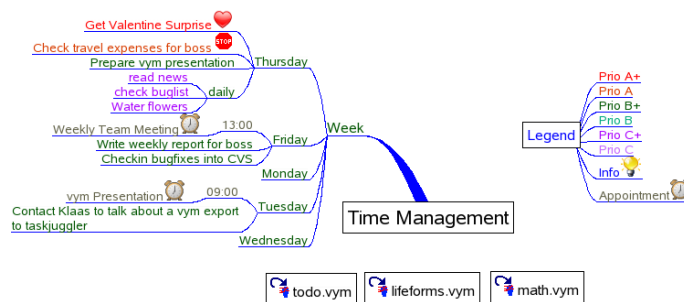 Get Valentine Surprise
STOP
Check travel expenses for boss
Prepare vym presentation
Thursday
read news
check buglist
daily
Water flowers
Weekly Team Meeting
13:00
Write weekly report for boss
Friday
Checkin bugfixes into CVS
Week
Monday
vym Presentation
09:00
Contact Klaas to talk about a vym export
to taskjuggler
Tuesday
Wednesday
Time Management
Legend
Prio A+
Prio A
Prio B+
Prio B
Prio C+
Prio C
Info
Appointment
todo.vym
lifeforms.vym
math.vym